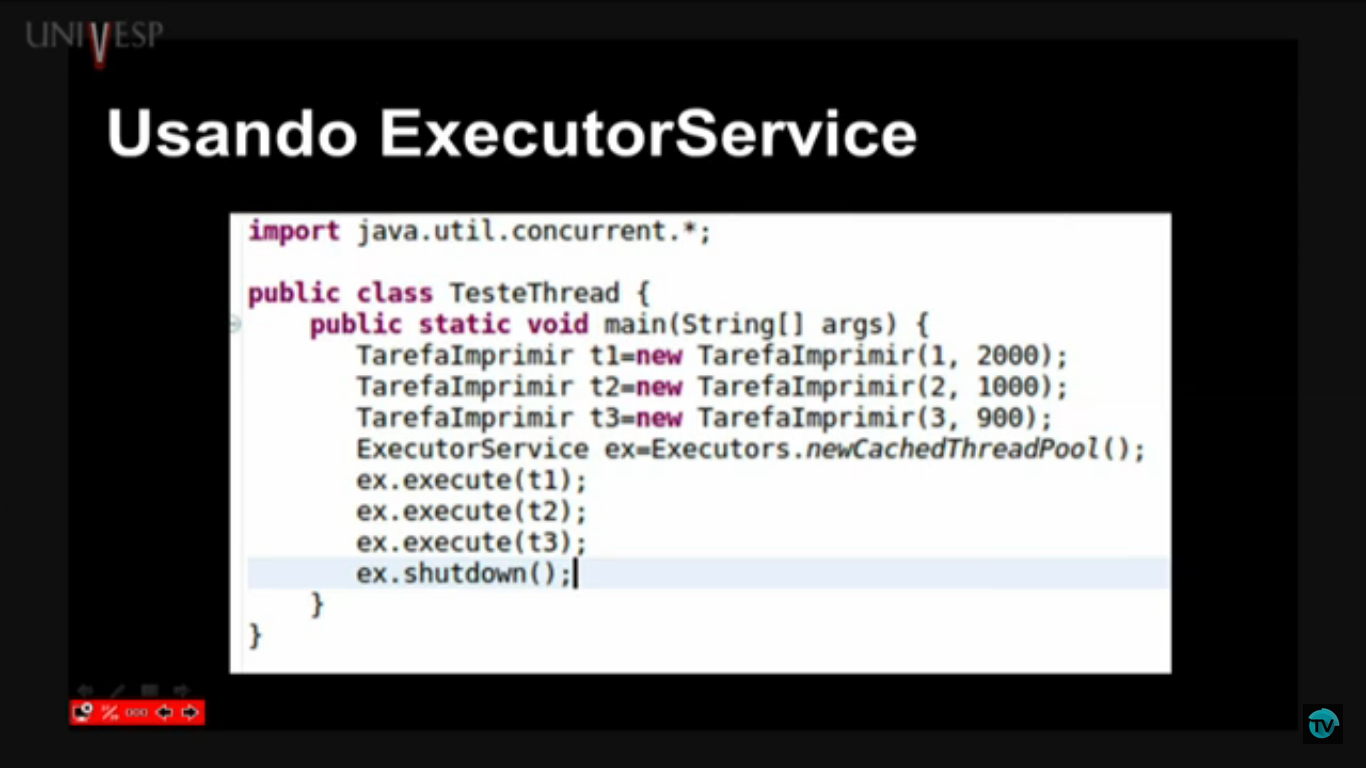 UNIVESP
Usando ExecutorService
import java.util.concurrent.*;
public class TesteThread {
public static void main(String[] args) {
TarefaImprimir t1=new TarefaImprimir(1, 2000);
TarefaImprimir t2=new TarefaImprimir(2, 1000);
TarefaImprimir t3=new TarefaImprimir(3, 900);
ExecutorService ex=Executors.newCachedThreadPool();
ex.execute(t1);
ex.execute(t2);
ex.execute(t3);
ex.shutdown();
}
}
TV